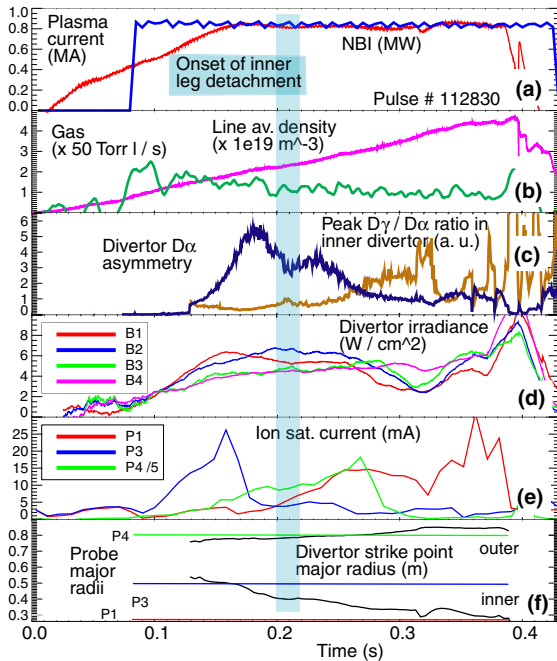 Plasma
current
(MA)
NBI (MW)
Onset of inner
leg detachment
Pulse # 112830
(a)
1.0
0.8
0.6
0.4
0.2
0.0
Gas
(x 50 Torr l / s)
Line av. density
(x 1e19 m^-3)
(b)
4
3
2
1
Divertor Dα
asymmetry
Peak Dγ / Dα ratio in
inner divertor (a. u.)
(c)
6
5
4
3
2
1
0
B1
B2
B3
B4
Divertor irradiance
(W / cm^2)
(d)
8
6
4
2
0
P1
P3
P4 /5
Ion sat. current (mA)
(e)
25
20
15
10
5
0
P4
Probe
major
radii
P3
P1
Divertor strike point
major radius (m)
outer
inner
(f)
0.8
0.7
0.6
0.5
0.4
0.3
0.0
0.1
0.2
0.3
0.4
Time (s)